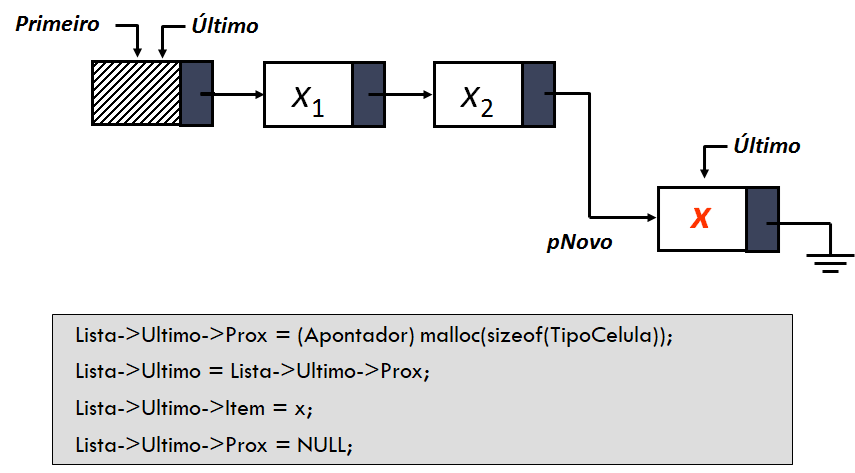 Primeiro
Último
x1
x2
Último
x
pNovo
Lista->Ultimo->Prox = (Apontador) malloc(sizeof(TipoCelula));
Lista->Ultimo = Lista->Ultimo->Prox;
Lista->Ultimo->Item = x;
Lista->Ultimo->Prox = NULL;